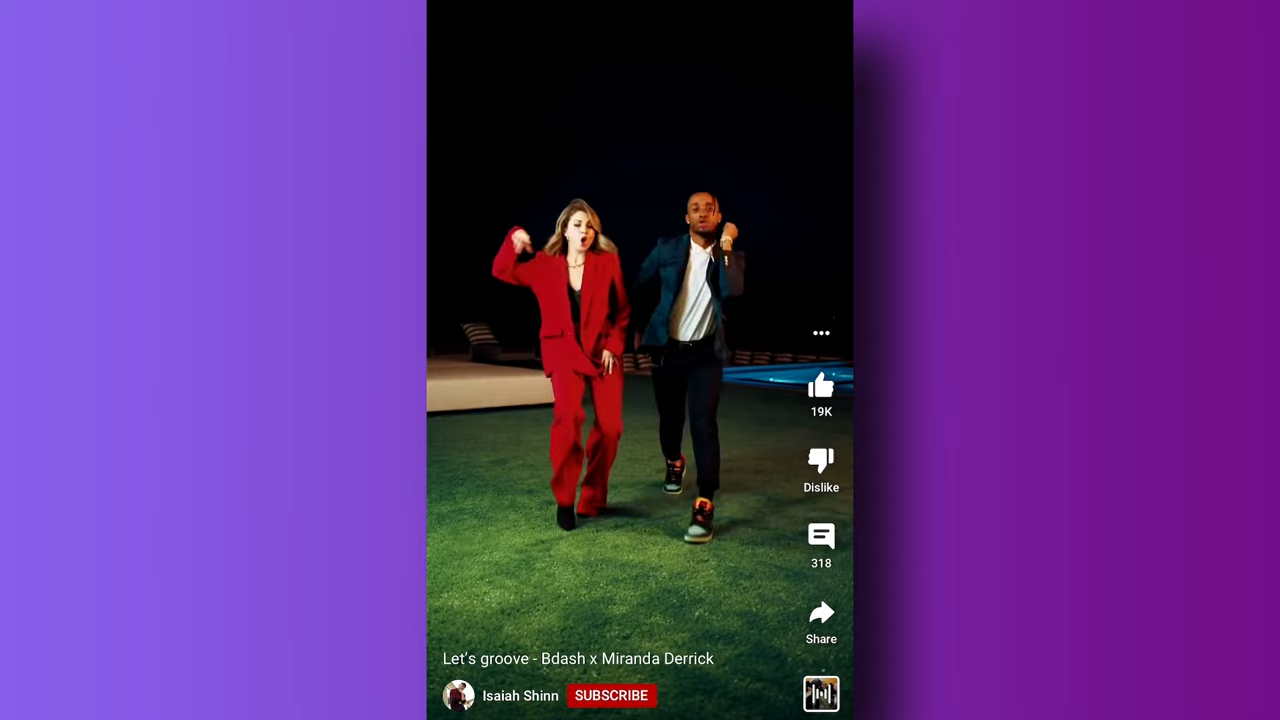 19K
Dislike
318
Share
Let's groove - Bdash x Miranda Derrick
Isaiah Shinn
SUBSCRIBE